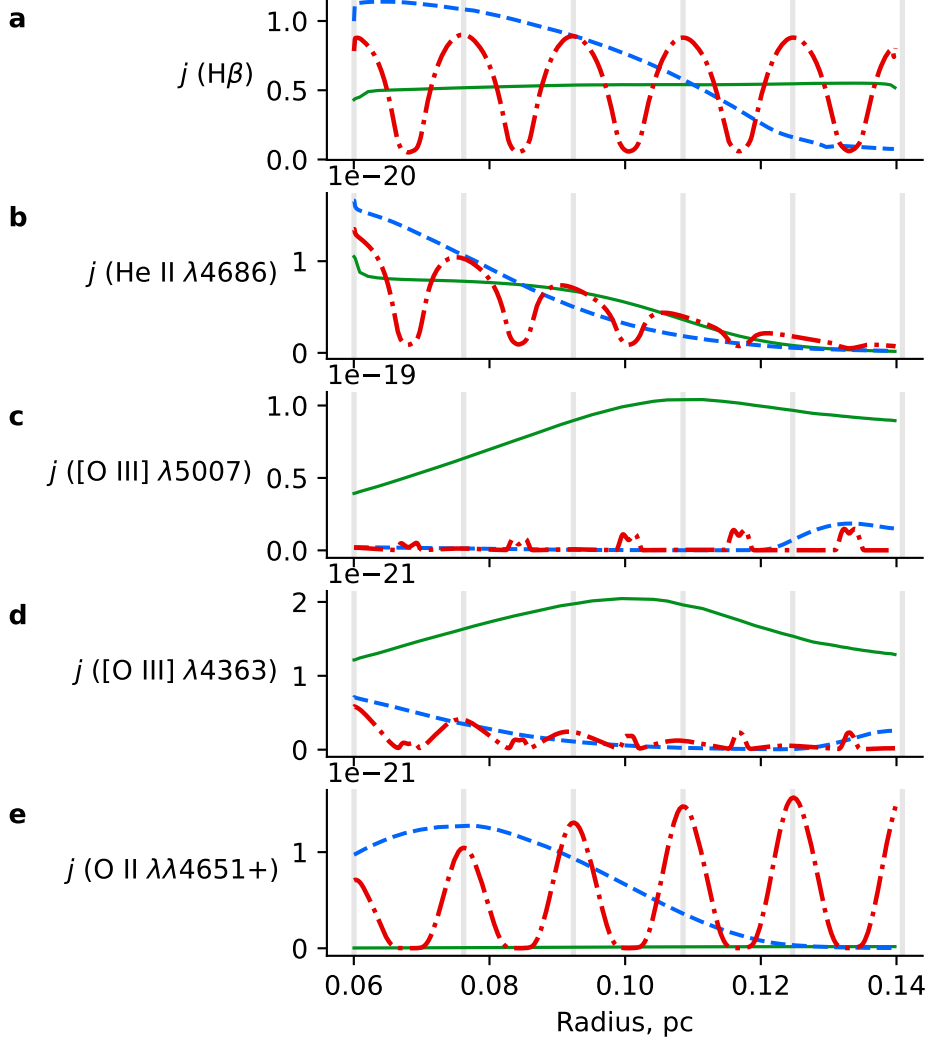 a
1.0
j (Hβ)
0.5
0.0
1e−20
b
1
j (He II λ4686)
0
1e−19
c
1.0
j ([O III] λ5007)
0.5
0.0
1e−21
d
2
j ([O III] λ4363)
1
0
1e−21
e
1
j (O II λλ4651+)
0
0.06 0.08 0.10 0.12 0.14
Radius, pc